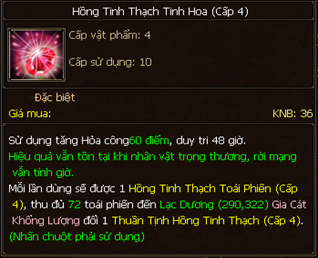 Hồng Tinh Thạch Tinh Hoa (Cấp 4)
Cấp vật phẩm: 4
Cấp sử dụng: 10
Đặc biệt
Giá mua: KNB: 36
Sử dụng tăng Hỏa công60 điểm, duy trì 48 giờ.
Hiệu quả vẫn tồn tại khi nhân vật trọng thương, rời mạng
vẫn tính giờ.
Mỗi lần dùng sẽ được 1 Hồng Tinh Thạch Toái Phiến (Cấp
4), thu đủ 72 toái phiến đến Lạc Dương (290,322) Gia Cát
Khổng Lượng đổi 1 Thuần Tịnh Hồng Tinh Thạch (Cấp 4).
(Nhấn chuột phải sử dụng)